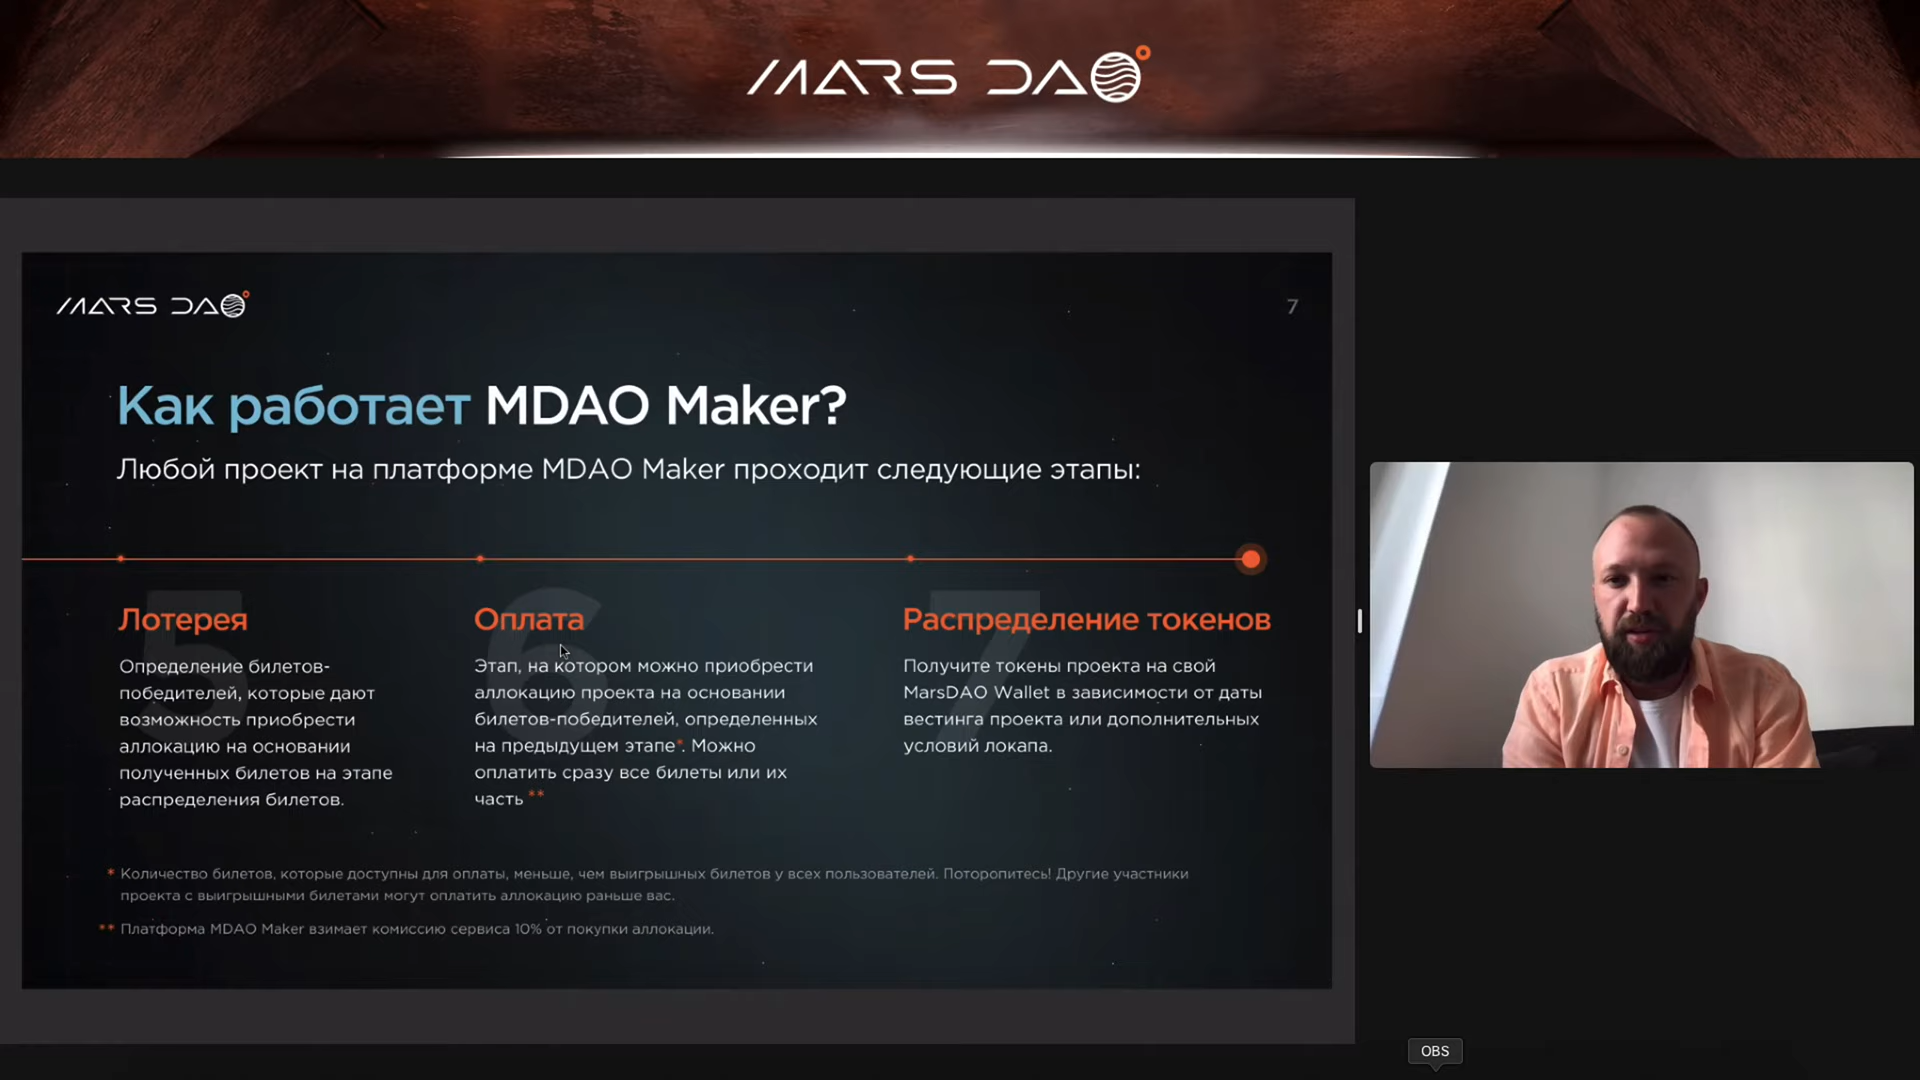 MARS DAO
MARS DAO
7
Как работает MDAO Maker?
Любой проект на платформе MDAO Maker проходит следующие этапы:
5
Лотерея
Определение билетов-
победителей, которые дают
возможность приобрести
аллокацию на основании
полученных билетов на этапе
распределения билетов.
6
Оплата
Этап, на котором можно приобрести
аллокацию проекта на основании
билетов-победителей, определенных
на предыдущем этапе*. Можно
оплатить сразу все билеты или их
часть **
7
Распределение токенов
Получите токены проекта на свой
MarsDAO Wallet в зависимости от даты
вестинга проекта или дополнительных
условий локапа.
* Количество билетов, которые доступны для оплаты, меньше, чем выигрышных билетов у всех пользователей. Поторопитесь! Другие участники
проекта с выигрышными билетами могут оплатить аллокацию раньше вас.
** Платформа MDAO Maker взимает комиссию сервиса 10% от покупки аллокации.
OBS